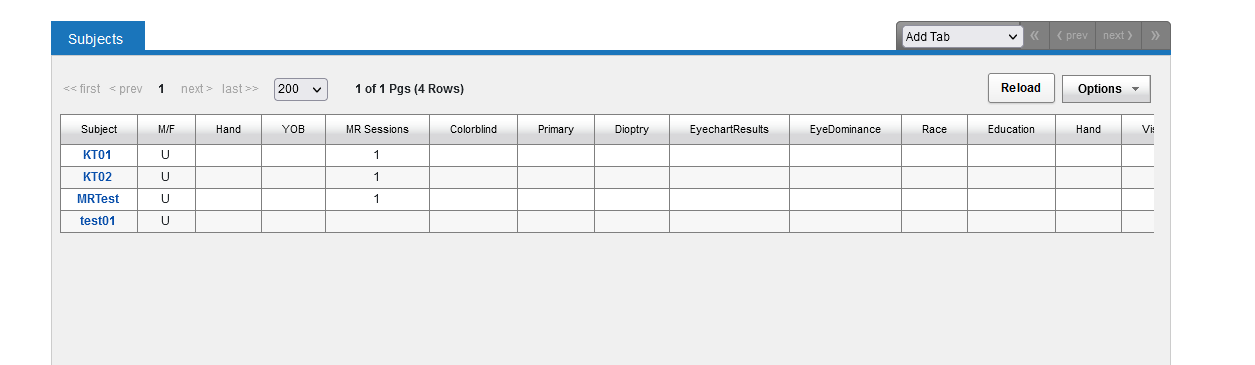 Subjects
Add Tab « ⟨ prev next ⟩ »
<< first < prev 1 next > last >> 200 1 of 1 Pgs (4 Rows) Reload Options
Subject M/F Hand YOB MR Sessions Colorblind Primary Dioptry EyechartResults EyeDominance Race Education Hand
KT01 U 1
KT02 U 1
MRTest U 1
test01 U